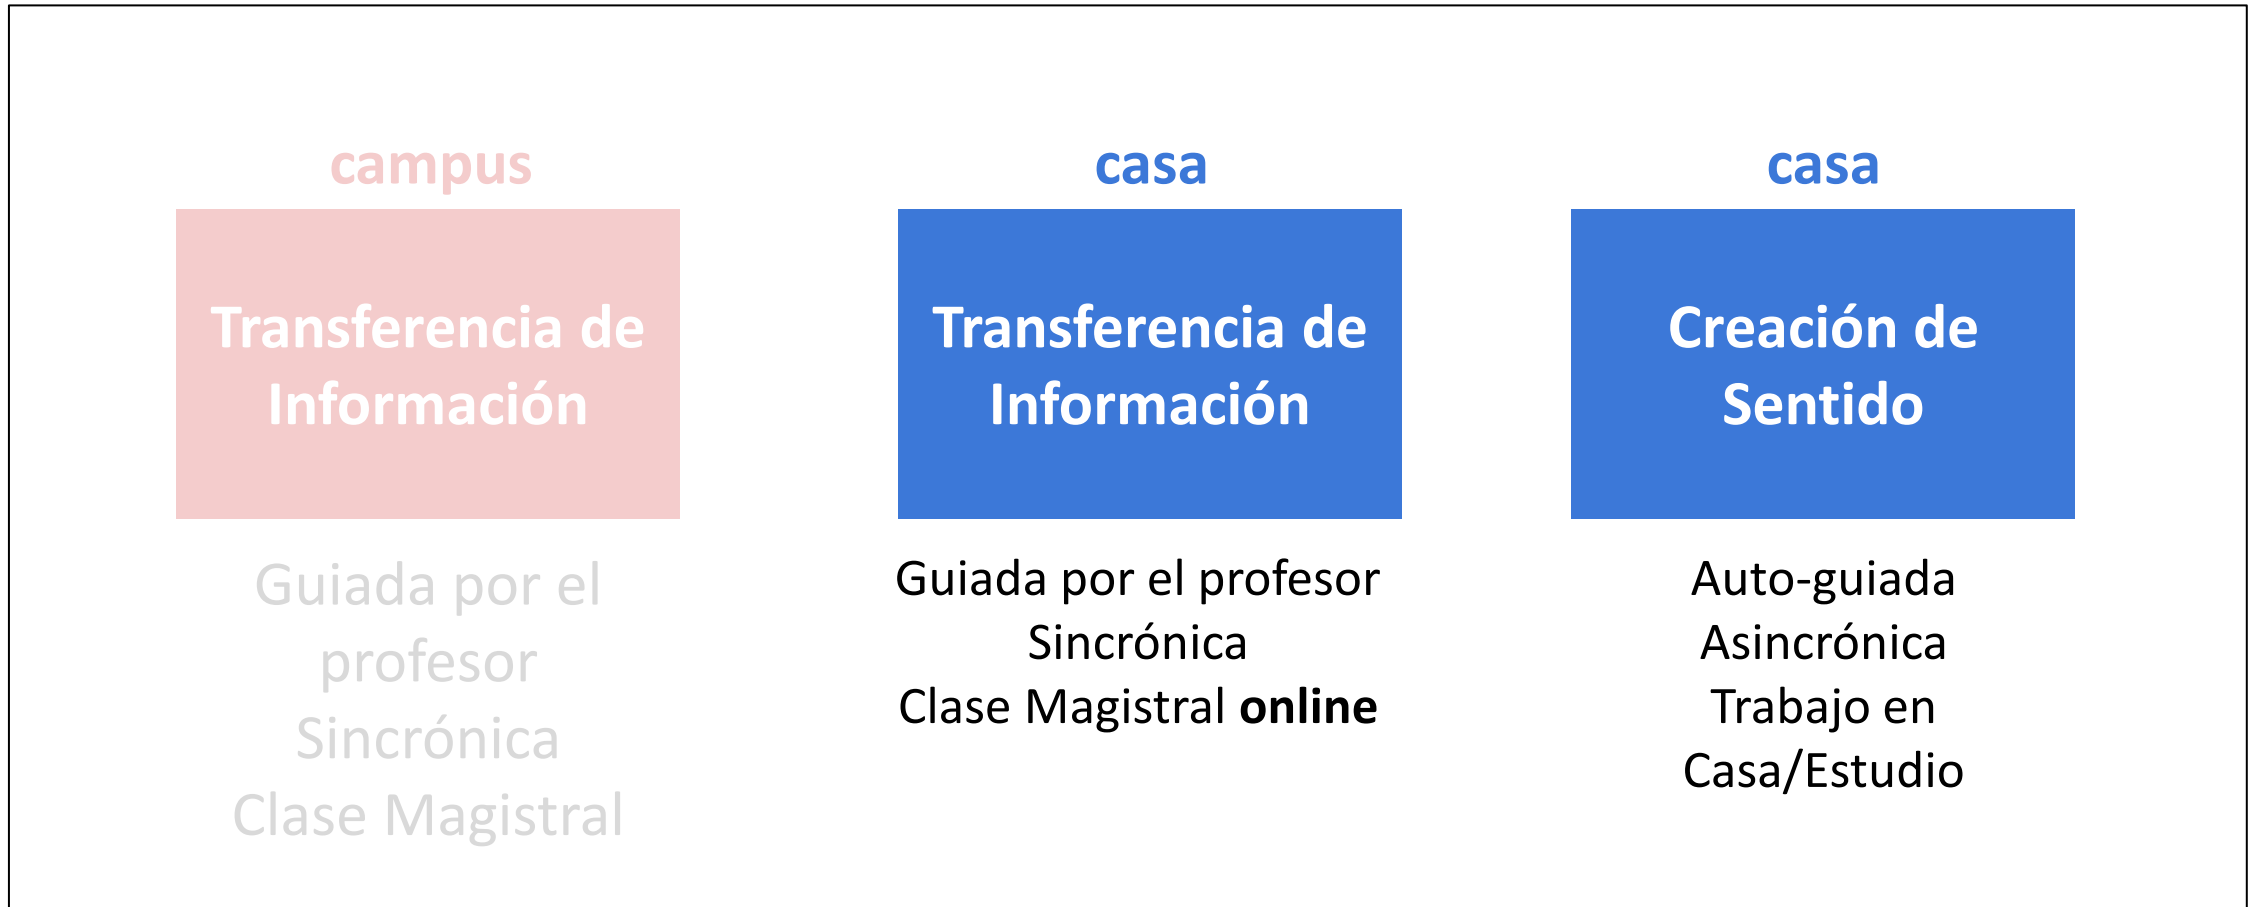 campus
Transferencia de
Información
Guiada por el
profesor
Sincrónica
Clase Magistral
casa
Transferencia de
Información
Guiada por el profesor
Sincrónica
Clase Magistral online
casa
Creación de
Sentido
Auto-guiada
Asincrónica
Trabajo en
Casa/Estudio